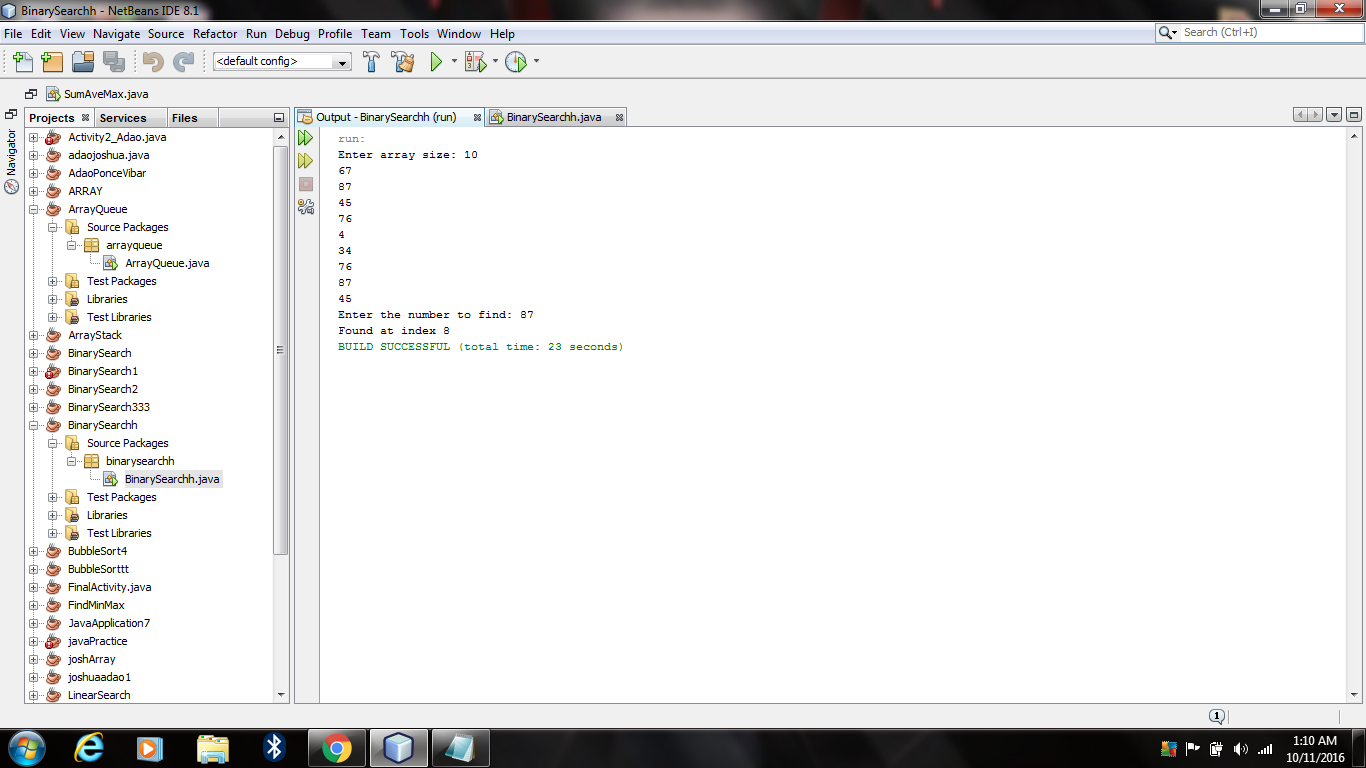 BinarySearchh - NetBeans IDE 8.1
File Edit View Navigate Source Refactor Run Debug Profile Team Tools Window Help
Search (Ctrl+I)
<default config>
SumAveMax.java
Navigator
Projects Services Files
Activity2_Adao.java
adaojoshua.java
AdaoPonceVibar
ARRAY
ArrayQueue
Source Packages
arrayqueue
ArrayQueue.java
Test Packages
Libraries
Test Libraries
ArrayStack
BinarySearch
BinarySearch1
BinarySearch2
BinarySearch333
BinarySearchh
Source Packages
binarysearchh
BinarySearchh.java
Test Packages
Libraries
Test Libraries
BubbleSort4
BubbleSorttt
FinalActivity.java
FindMinMax
JavaApplication7
javaPractice
joshArray
joshuaadao1
LinearSearch
Output - BinarySearchh (run) BinarySearchh.java
run:
Enter array size: 10
67
87
45
76
4
34
76
87
45
Enter the number to find: 87
Found at index 8
BUILD SUCCESSFUL (total time: 23 seconds)
1
1:10 AM
10/11/2016